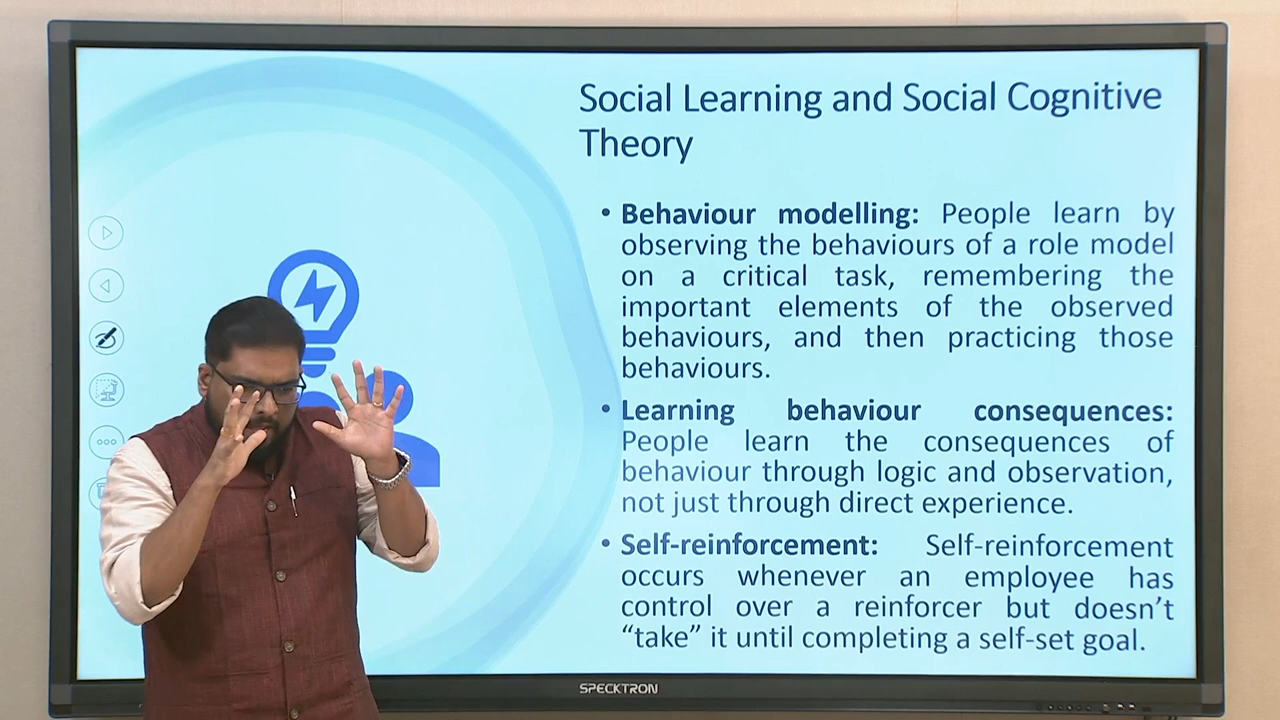 Social Learning and Social Cognitive
Theory
• Behaviour modelling: People learn by
observing the behaviours of a role model
on a critical task, remembering the
important elements of the observed
behaviours, and then practicing those
behaviours.
• Learning behaviour consequences:
People learn the consequences of
behaviour through logic and observation,
not just through direct experience.
• Self-reinforcement: Self-reinforcement
occurs whenever an employee has
control over a reinforcer but doesn’t
“take” it until completing a self-set goal.
SPECKTRON